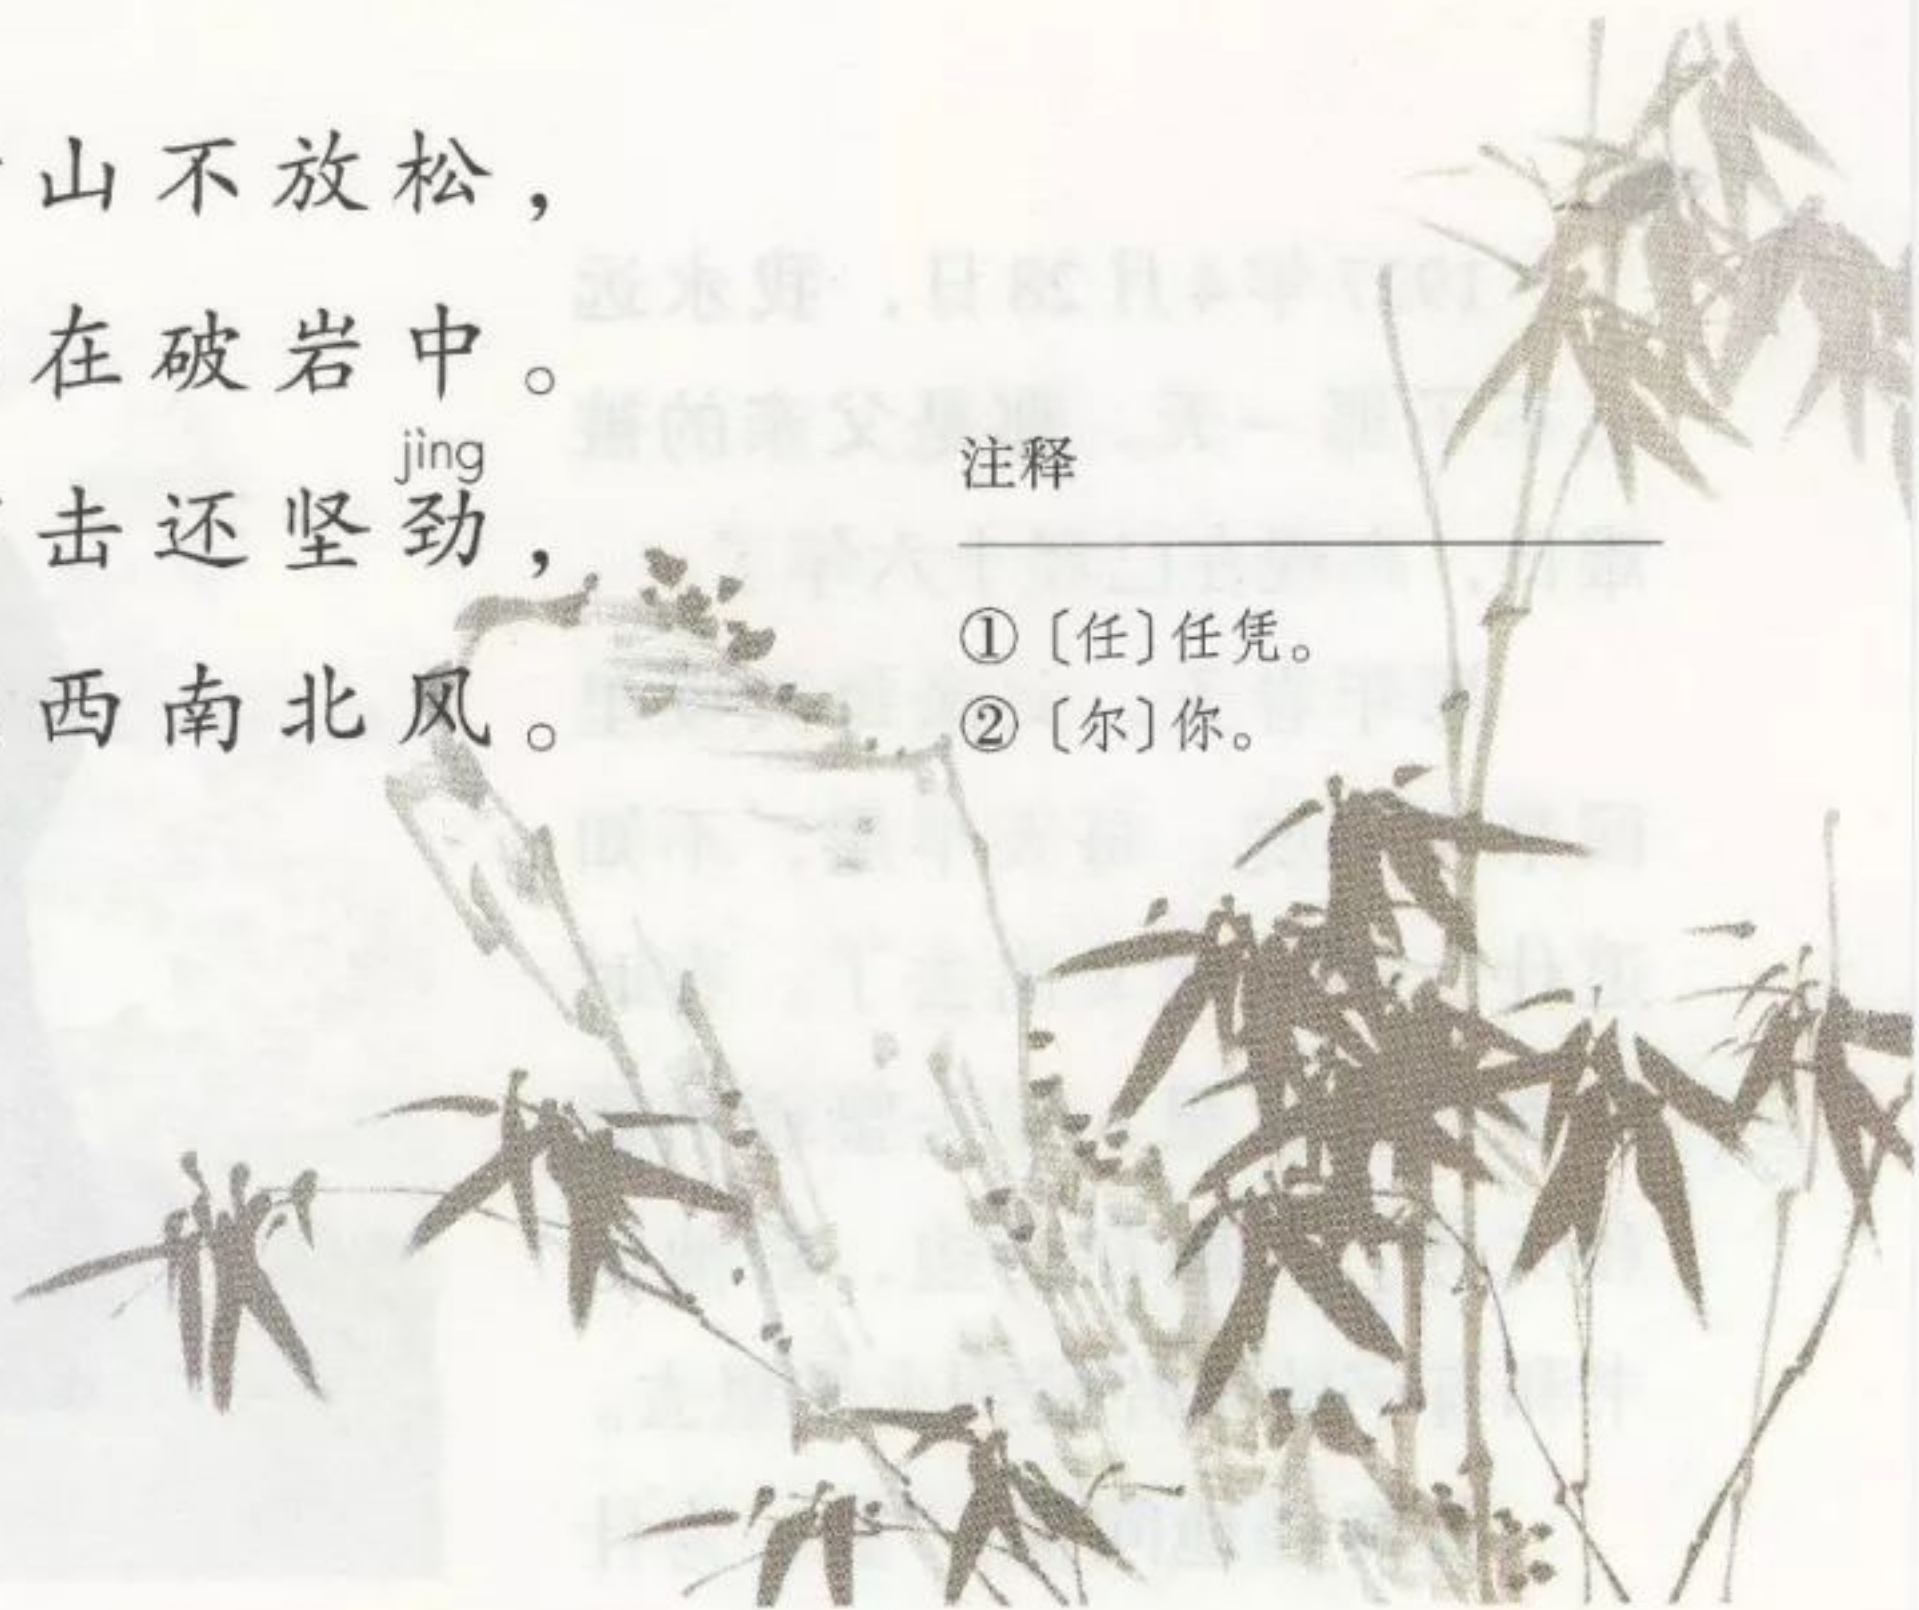 山不放松，
在破岩中。
jìng
击还坚劲，
西南北风。
注释
①〔任〕任凭。
②〔尔〕你。